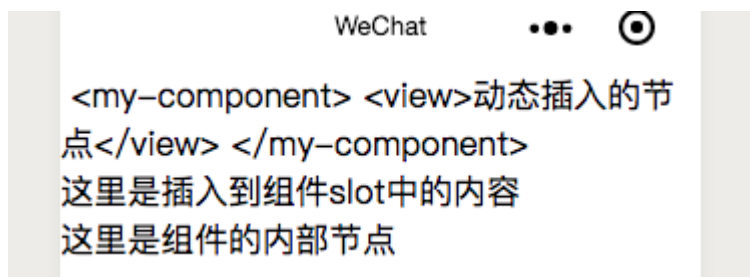 WeChat
<my-component> <view>动态插入的节
点</view> </my-component>
这里是插入到组件slot中的内容
这里是组件的内部节点